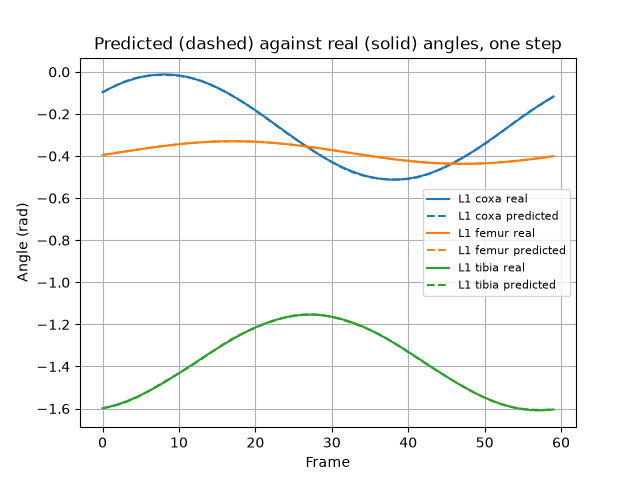 Predicted (dashed) against real (solid) angles, one step
0.0
−0.2
−0.4
−0.6
−0.8
−1.0
−1.2
−1.4
−1.6
Angle (rad)
L1 coxa real
L1 coxa predicted
L1 femur real
L1 femur predicted
L1 tibia real
L1 tibia predicted
0 10 20 30 40 50 60
Frame